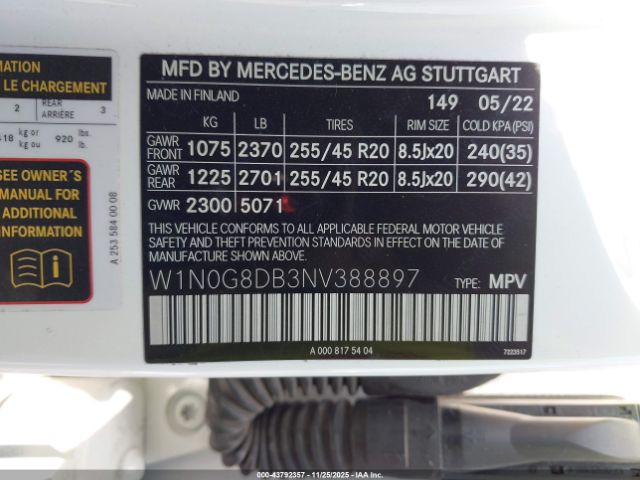 MATION
LE CHARGEMENT
2 REAR ARRIÈRE 3
418 kg or kg ou 920 lbs. lb.
SEE OWNER´S
MANUAL FOR
ADDITIONAL
A 253 584 00 08
MFD BY MERCEDES-BENZ AG STUTTGART
MADE IN FINLAND 149 05/22
KG LB TIRES RIM SIZE COLD KPA(PSI)
GAWR FRONT 1075 2370 255/45 R20 8.5Jx20 240(35)
GAWR REAR 1225 2701 255/45 R20 8.5Jx20 290(42)
GVWR 2300 5071
THIS VEHICLE CONFORMS TO ALL APPLICABLE FEDERAL MOTOR VEHICLE
SAFETY AND THEFT PREVENTION STANDARDS IN EFFECT ON THE DATE OF
MANUFACTURE SHOWN ABOVE.
W1N0G8DB3NV388897 TYPE: MPV
A 000 817 54 04
7223517
000-43792357 - 11/25/2025 - IAAI.com